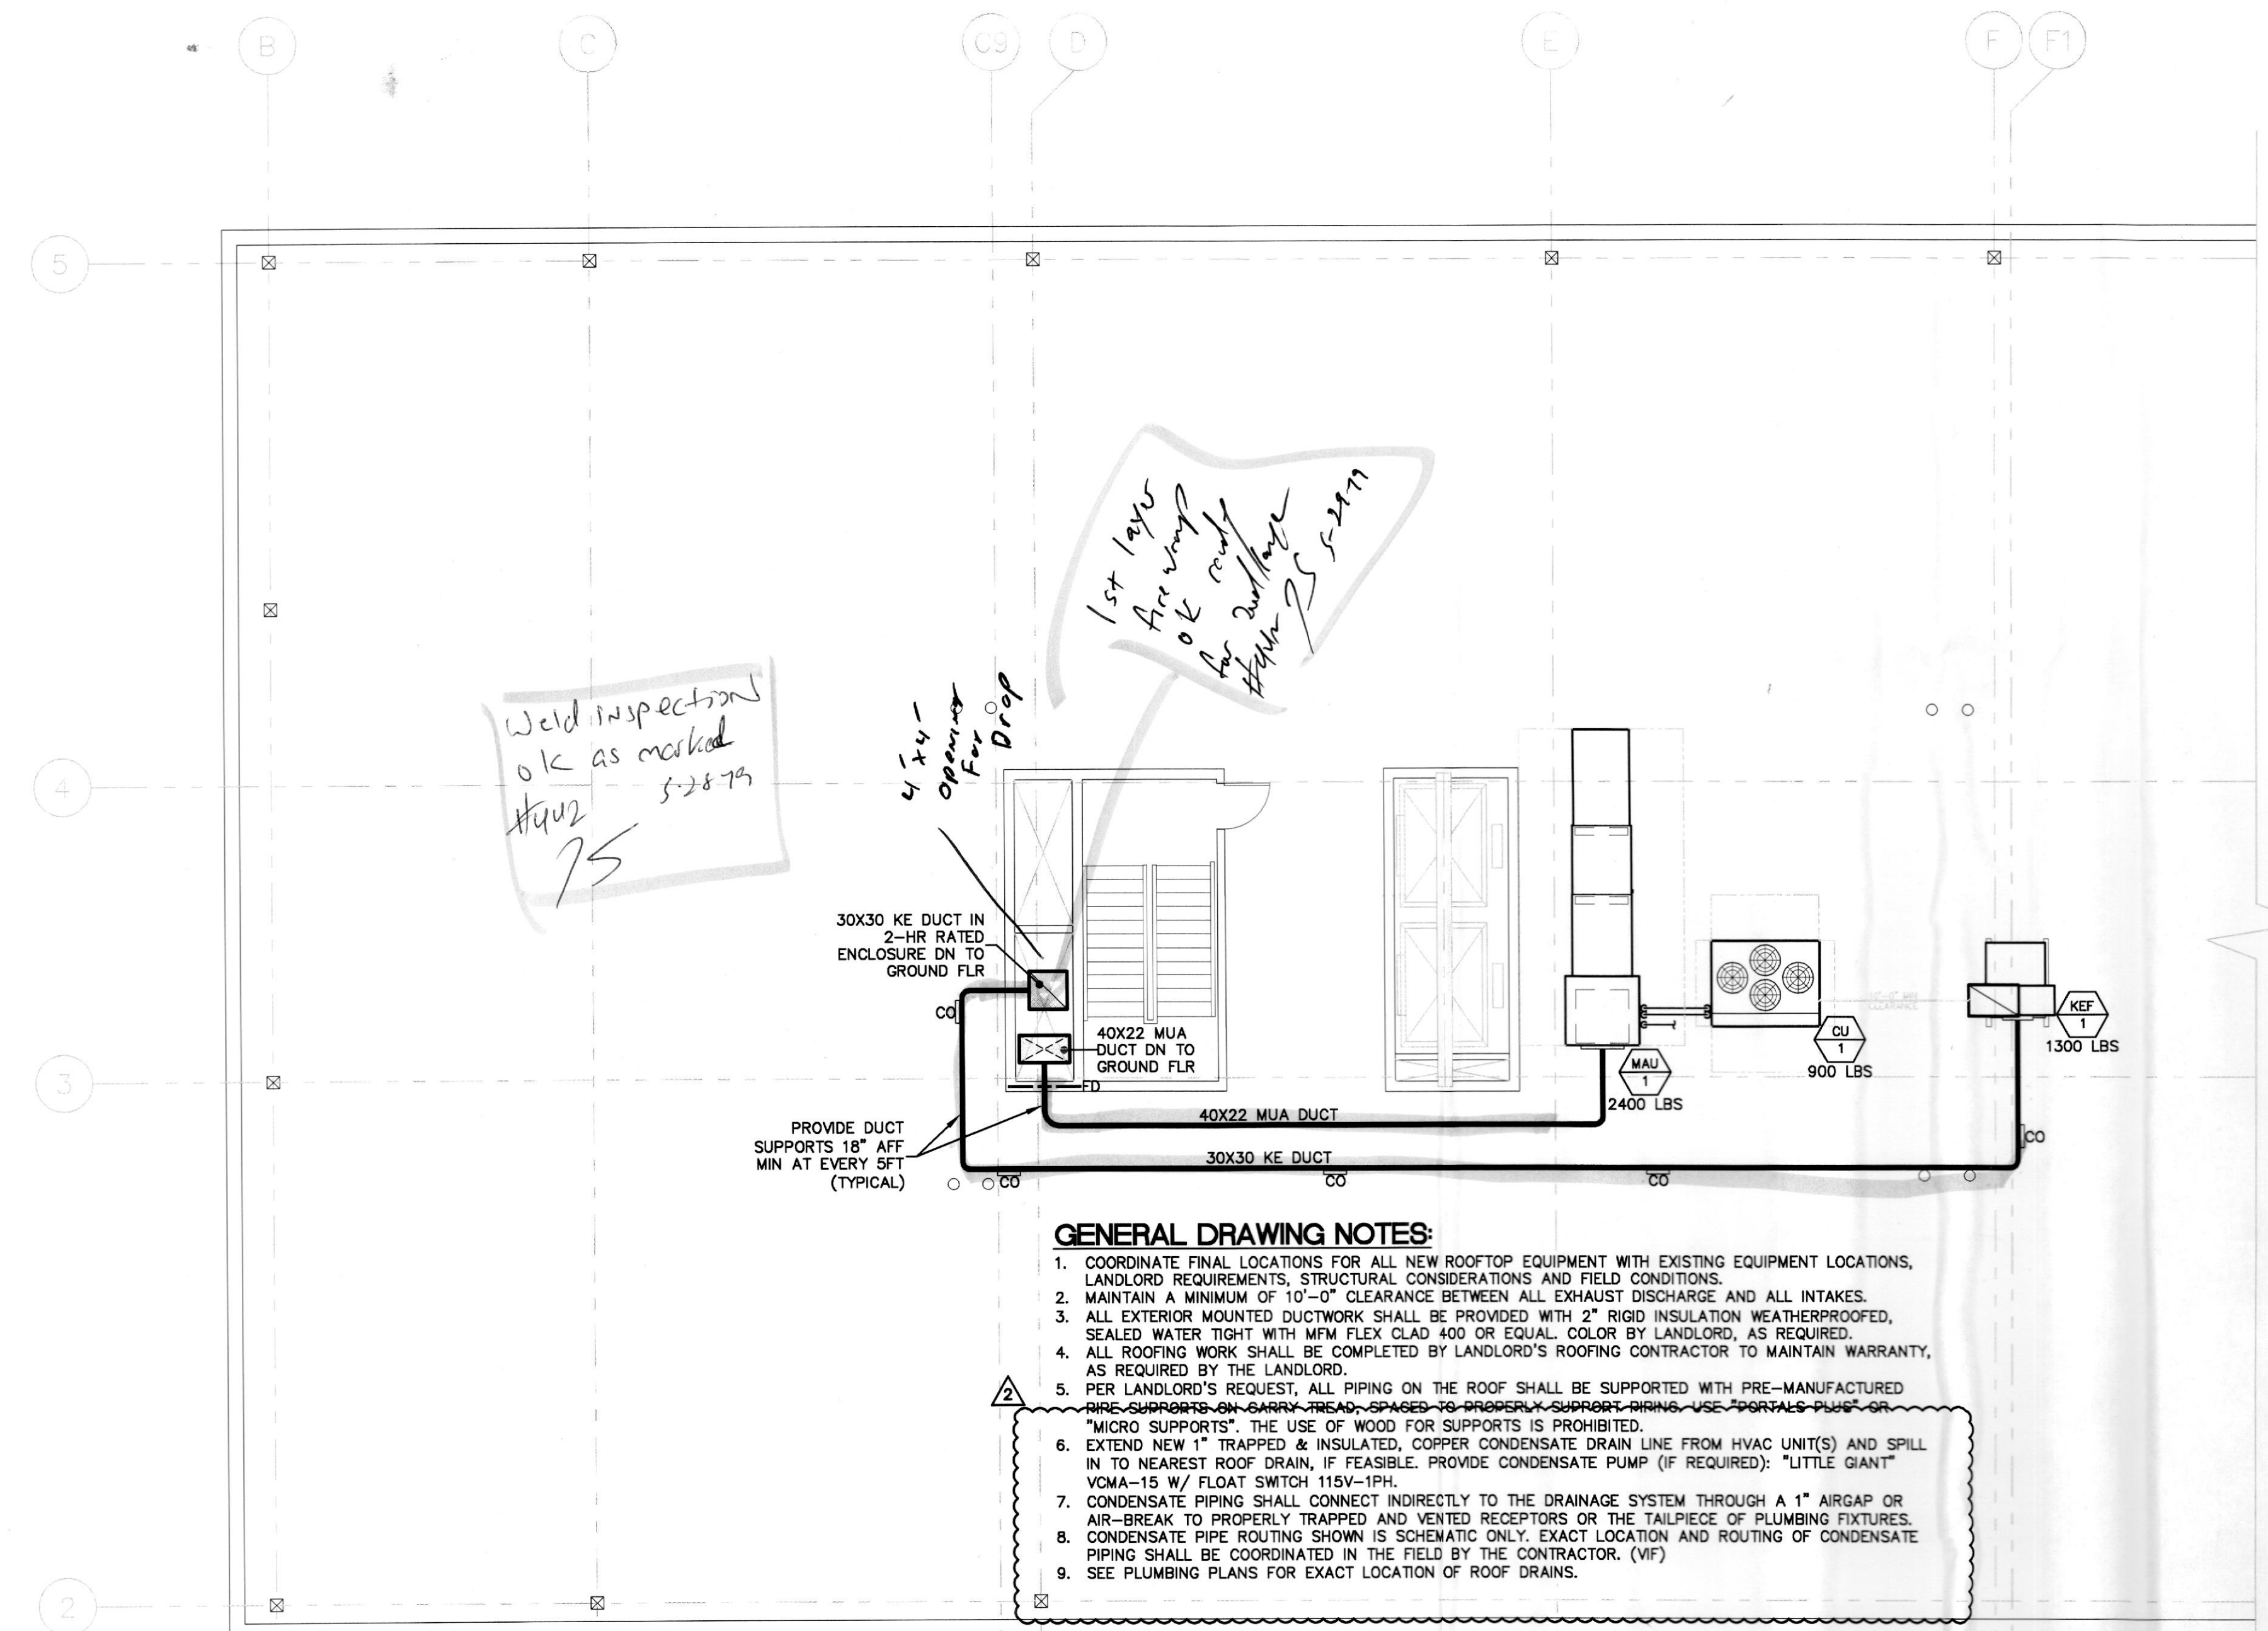 B
C
C9
D
E
F
F1
5
4
3
2
1st layer
fire wrap
ok ready
for 2nd layer
#442
5-29-19
Weld inspection
ok as marked
#442 5-28-19
4'x4'
opening
For
Drop
30X30 KE DUCT IN
2-HR RATED
ENCLOSURE DN TO
GROUND FLR
CO
40X22 MUA
DUCT DN TO
GROUND FLR
FD
PROVIDE DUCT
SUPPORTS 18" AFF
MIN AT EVERY 5FT
(TYPICAL)
40X22 MUA DUCT
30X30 KE DUCT
CO
CO
CO
CO
MAU
1
2400 LBS
CU
1
900 LBS
CLEARANCE
KEF
1
1300 LBS
GENERAL DRAWING NOTES:
1. COORDINATE FINAL LOCATIONS FOR ALL NEW ROOFTOP EQUIPMENT WITH EXISTING EQUIPMENT LOCATIONS,
LANDLORD REQUIREMENTS, STRUCTURAL CONSIDERATIONS AND FIELD CONDITIONS.
2. MAINTAIN A MINIMUM OF 10'-0" CLEARANCE BETWEEN ALL EXHAUST DISCHARGE AND ALL INTAKES.
3. ALL EXTERIOR MOUNTED DUCTWORK SHALL BE PROVIDED WITH 2" RIGID INSULATION WEATHERPROOFED,
SEALED WATER TIGHT WITH MFM FLEX CLAD 400 OR EQUAL. COLOR BY LANDLORD, AS REQUIRED.
4. ALL ROOFING WORK SHALL BE COMPLETED BY LANDLORD'S ROOFING CONTRACTOR TO MAINTAIN WARRANTY,
AS REQUIRED BY THE LANDLORD.
2
5. PER LANDLORD'S REQUEST, ALL PIPING ON THE ROOF SHALL BE SUPPORTED WITH PRE-MANUFACTURED
PIPE SUPPORTS ON CARRY TREAD, SPACED TO PROPERLY SUPPORT PIPING. USE "PORTALS PLUS" OR
"MICRO SUPPORTS". THE USE OF WOOD FOR SUPPORTS IS PROHIBITED.
6. EXTEND NEW 1" TRAPPED & INSULATED, COPPER CONDENSATE DRAIN LINE FROM HVAC UNIT(S) AND SPILL
IN TO NEAREST ROOF DRAIN, IF FEASIBLE. PROVIDE CONDENSATE PUMP (IF REQUIRED): "LITTLE GIANT"
VCMA-15 W/ FLOAT SWITCH 115V-1PH.
7. CONDENSATE PIPING SHALL CONNECT INDIRECTLY TO THE DRAINAGE SYSTEM THROUGH A 1" AIRGAP OR
AIR-BREAK TO PROPERLY TRAPPED AND VENTED RECEPTORS OR THE TAILPIECE OF PLUMBING FIXTURES.
8. CONDENSATE PIPE ROUTING SHOWN IS SCHEMATIC ONLY. EXACT LOCATION AND ROUTING OF CONDENSATE
PIPING SHALL BE COORDINATED IN THE FIELD BY THE CONTRACTOR. (VIF)
9. SEE PLUMBING PLANS FOR EXACT LOCATION OF ROOF DRAINS.